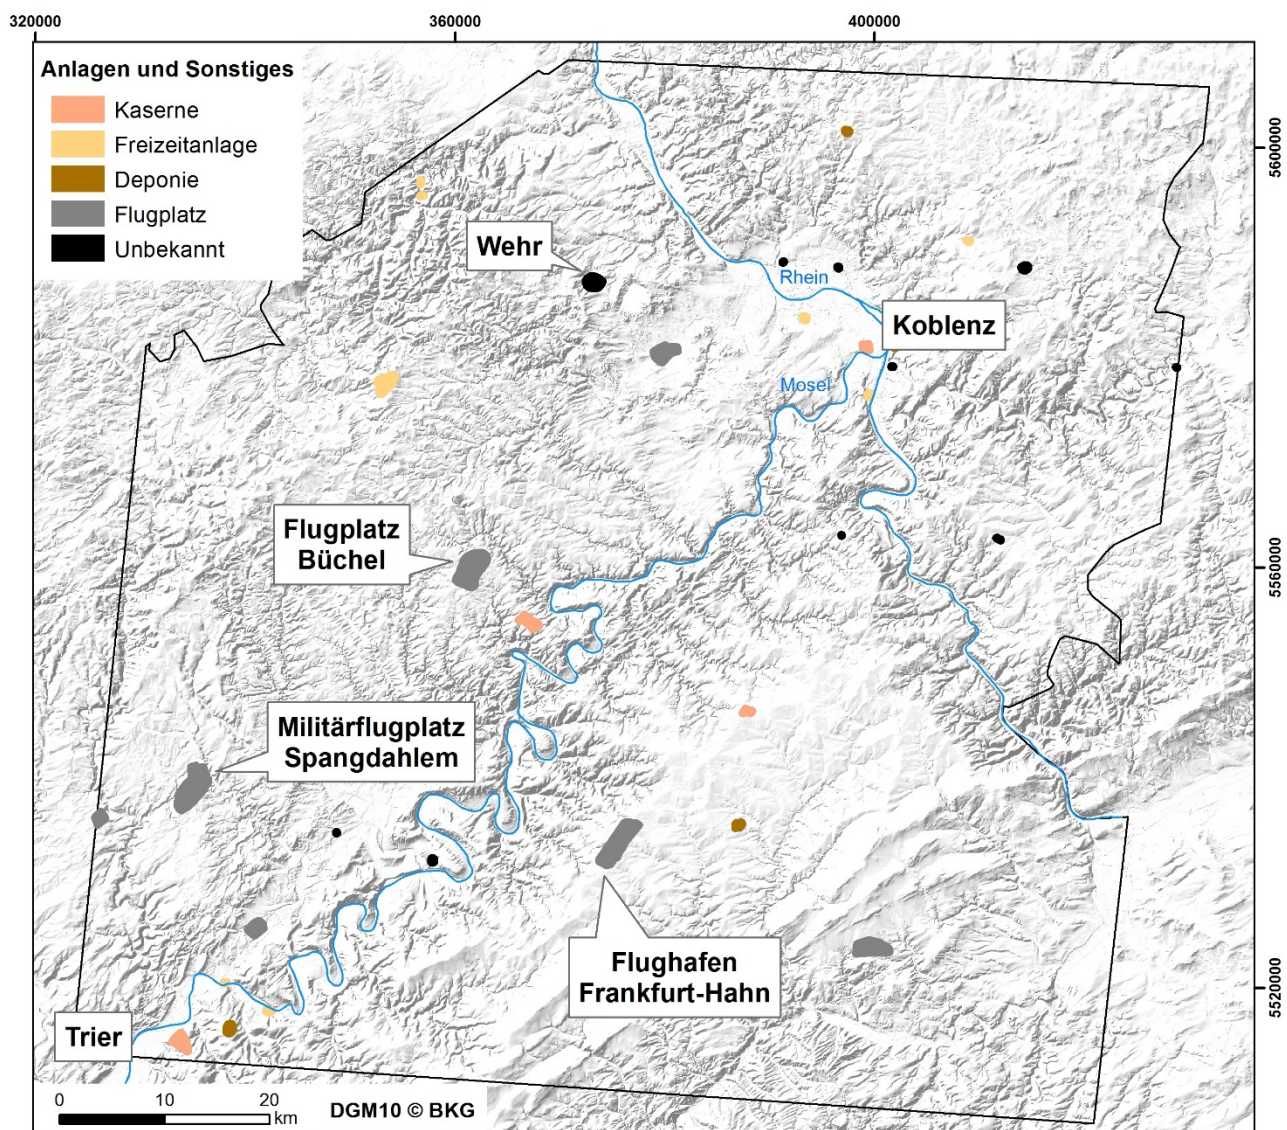 320000
360000
400000
Anlagen und Sonstiges
Kaserne
Freizeitanlage
Deponie
Flugplatz
Unbekannt
5600000
Wehr
Rhein
Koblenz
Mosel
Flugplatz
Büchel
5560000
Militärflugplatz
Spangdahlem
Flughafen
Frankfurt-Hahn
5520000
Trier
0 10 20
km
DGM10 © BKG